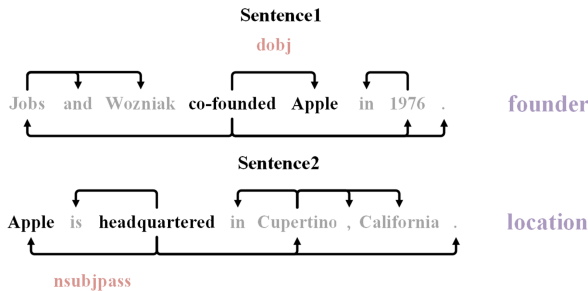 Sentence1
dobj
Jobs and Wozniak co-founded Apple in 1976 . founder
Sentence2
Apple is headquartered in Cupertino , California . location
nsubjpass